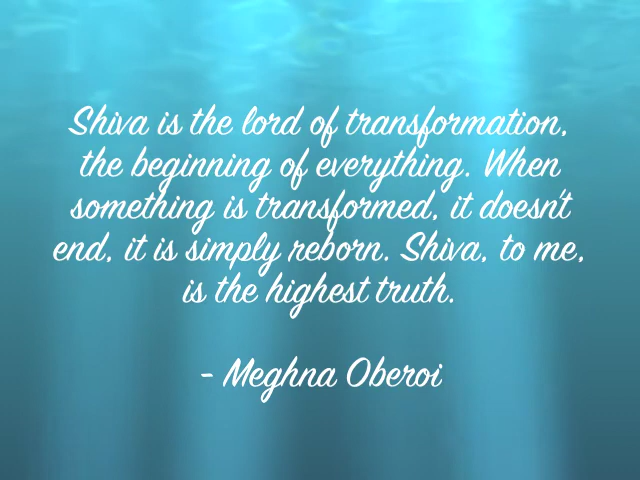 Shiva is the lord of transformation,
the beginning of everything. When
something is transformed, it doesn't
end, it is simply reborn. Shiva, to me,
is the highest truth.
- Meghna Oberoi